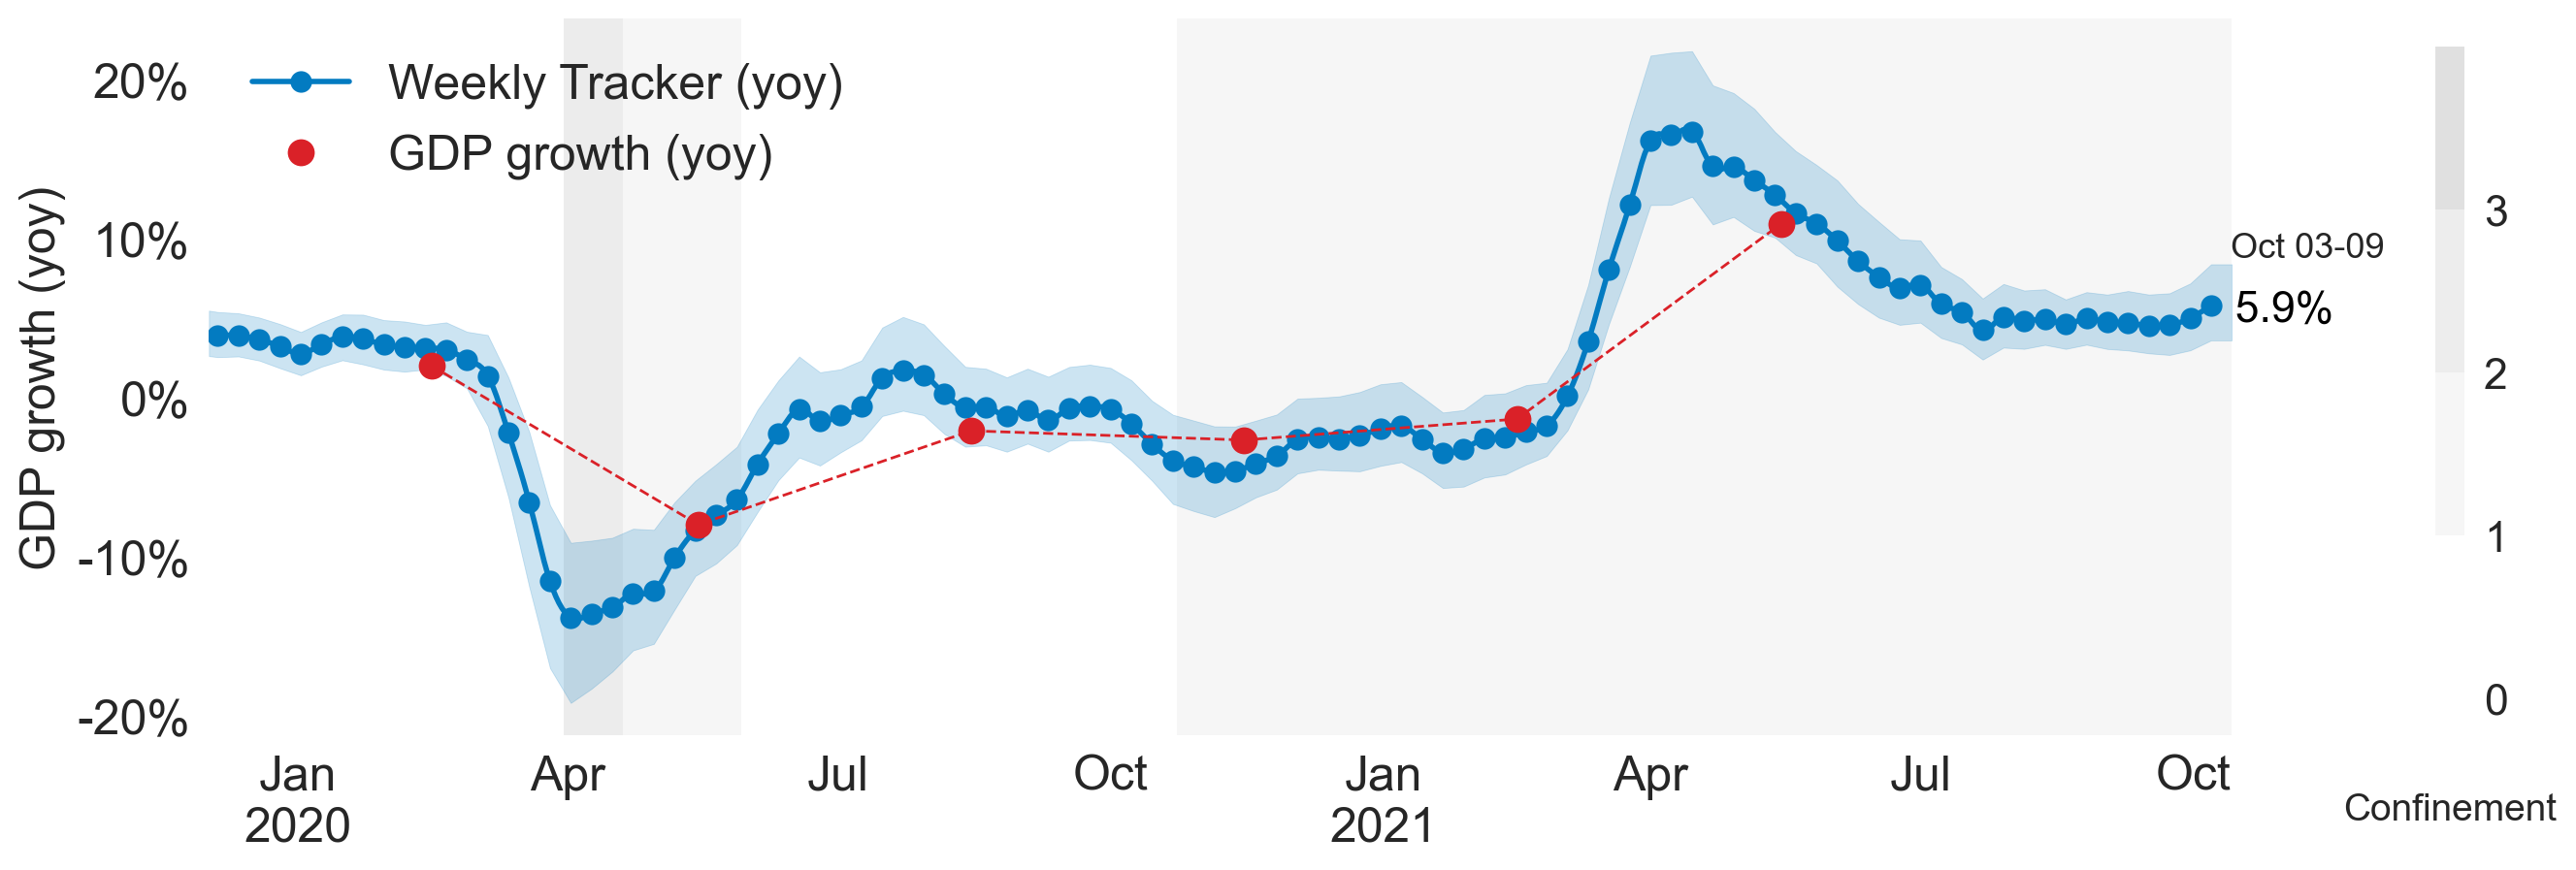 Weekly Tracker (yoy)
GDP growth (yoy)
GDP growth (yoy)
20%
10%
0%
-10%
-20%
Jan
2020
Apr
Jul
Oct
Jan
2021
Apr
Jul
Oct
Oct 03-09
5.9%
3
2
1
0
Confinement